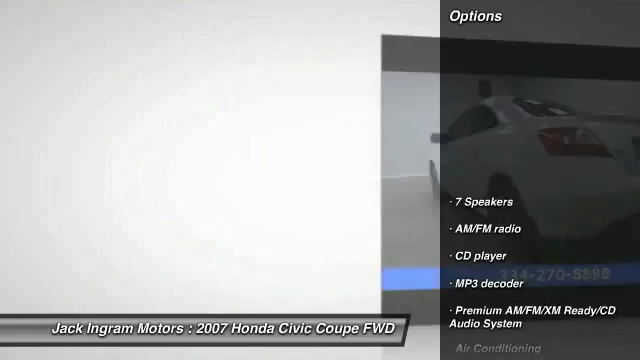 Options
· 7 Speakers
· AM/FM radio
· CD player
334-270-8898
· MP3 decoder
· Premium AM/FM/XM Ready/CD
Audio System
Jack Ingram Motors : 2007 Honda Civic Coupe FWD
· Air Conditioning